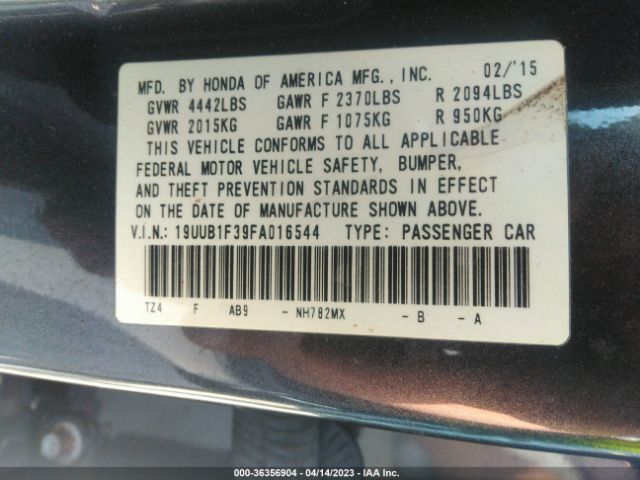 MFD. BY HONDA OF AMERICA MFG., INC. 02/'15
GVWR 4442LBS GAWR F 2370LBS R 2094LBS
GVWR 2015KG GAWR F 1075KG R 950KG
THIS VEHICLE CONFORMS TO ALL APPLICABLE
FEDERAL MOTOR VEHICLE SAFETY, BUMPER,
AND THEFT PREVENTION STANDARDS IN EFFECT
ON THE DATE OF MANUFACTURE SHOWN ABOVE.
V.I.N.: 19UUB1F39FA016544 TYPE: PASSENGER CAR
TZ4 F AB9 - NH782MX - B - A
000-36356904 - 04/14/2023 - IAA Inc.